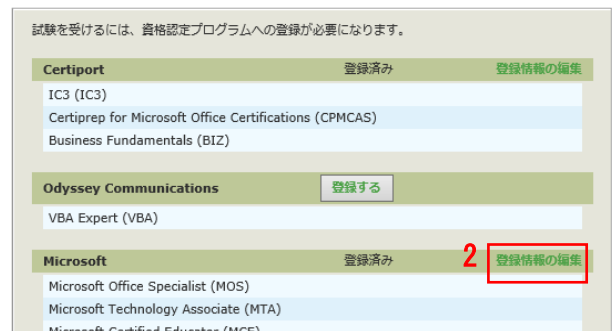 試験を受けるには、資格認定プログラムへの登録が必要になります。
Certiport 登録済み 登録情報の編集
IC3 (IC3)
Certiprep for Microsoft Office Certifications (CPMCAS)
Business Fundamentals (BIZ)
Odyssey Communications 登録する
VBA Expert (VBA)
Microsoft 登録済み 2 登録情報の編集
Microsoft Office Specialist (MOS)
Microsoft Technology Associate (MTA)
Microsoft Certified Educator (MCE)